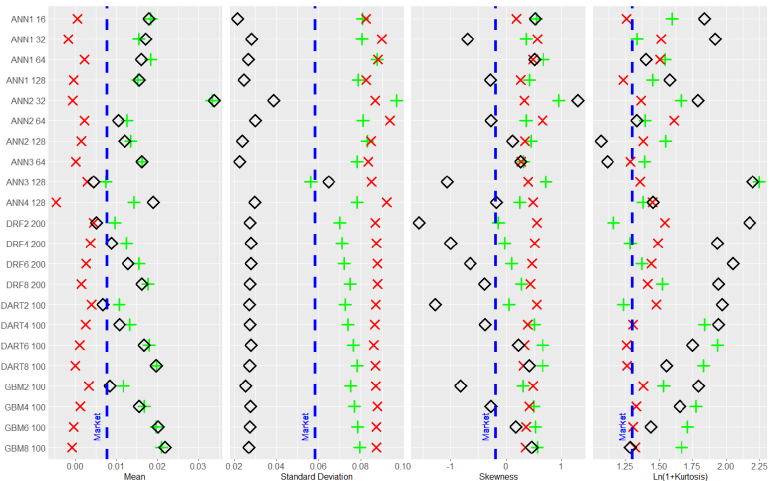 ANN1 16
ANN1 32
ANN1 64
ANN1 128
ANN2 32
ANN2 64
ANN2 128
ANN3 64
ANN3 128
ANN4 128
DRF2 200
DRF4 200
DRF6 200
DRF8 200
DART2 100
DART4 100
DART6 100
DART8 100
GBM2 100
GBM4 100
GBM6 100
GBM8 100
Market
Market
Market
Market
0.00 0.01 0.02 0.03
0.02 0.04 0.06 0.08 0.10
-1 0 1
1.25 1.50 1.75 2.00 2.25
Mean
Standard Deviation
Skewness
Ln(1+Kurtosis)